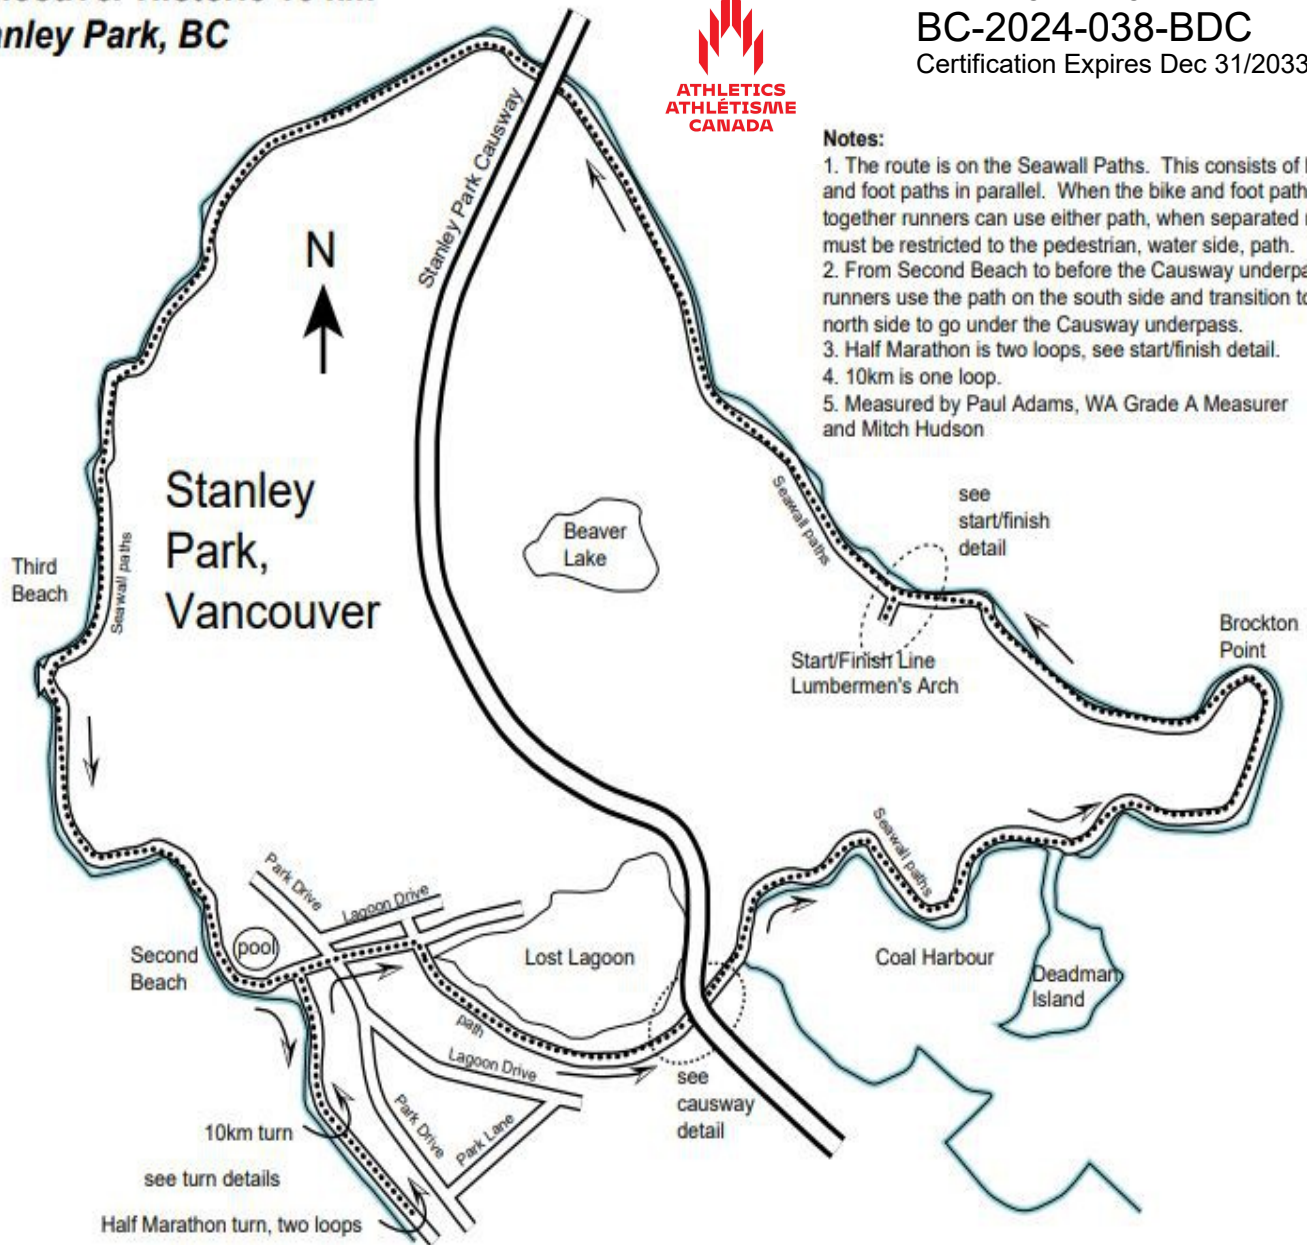 Stanley Park, BC
ATHLETICS
ATHLÉTISME
CANADA
BC-2024-038-BDC
Certification Expires Dec 31/2033
Notes:
1. The route is on the Seawall Paths. This consists of
and foot paths in parallel. When the bike and foot path
together runners can use either path, when separated
must be restricted to the pedestrian, water side, path.
2. From Second Beach to before the Causway underpa
runners use the path on the south side and transition to
north side to go under the Causway underpass.
3. Half Marathon is two loops, see start/finish detail.
4. 10km is one loop.
5. Measured by Paul Adams, WA Grade A Measurer
and Mitch Hudson
Stanley Park Causway
N
Stanley
Park,
Vancouver
Beaver
Lake
Seawall paths
see
start/finish
detail
Third
Beach
Seawall paths
Start/Finish Line
Lumbermen's Arch
Brockton
Point
Seawall paths
Park Drive
Lagoon Drive
pool
Second
Beach
Lost Lagoon
Coal Harbour
Deadman
Island
path
Lagoon Drive
see
causway
detail
Park Drive
Park Lane
10km turn
see turn details
Half Marathon turn, two loops